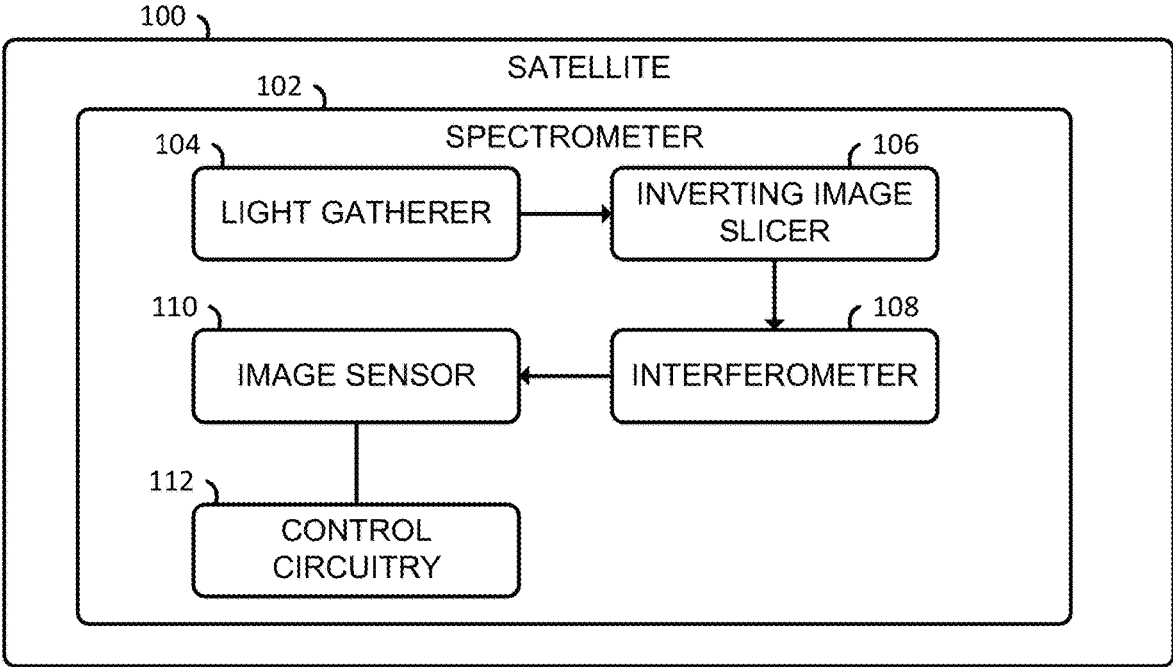 100
SATELLITE
102
SPECTROMETER
104
LIGHT GATHERER
106
INVERTING IMAGE
SLICER
110
IMAGE SENSOR
108
INTERFEROMETER
112
CONTROL
CIRCUITRY